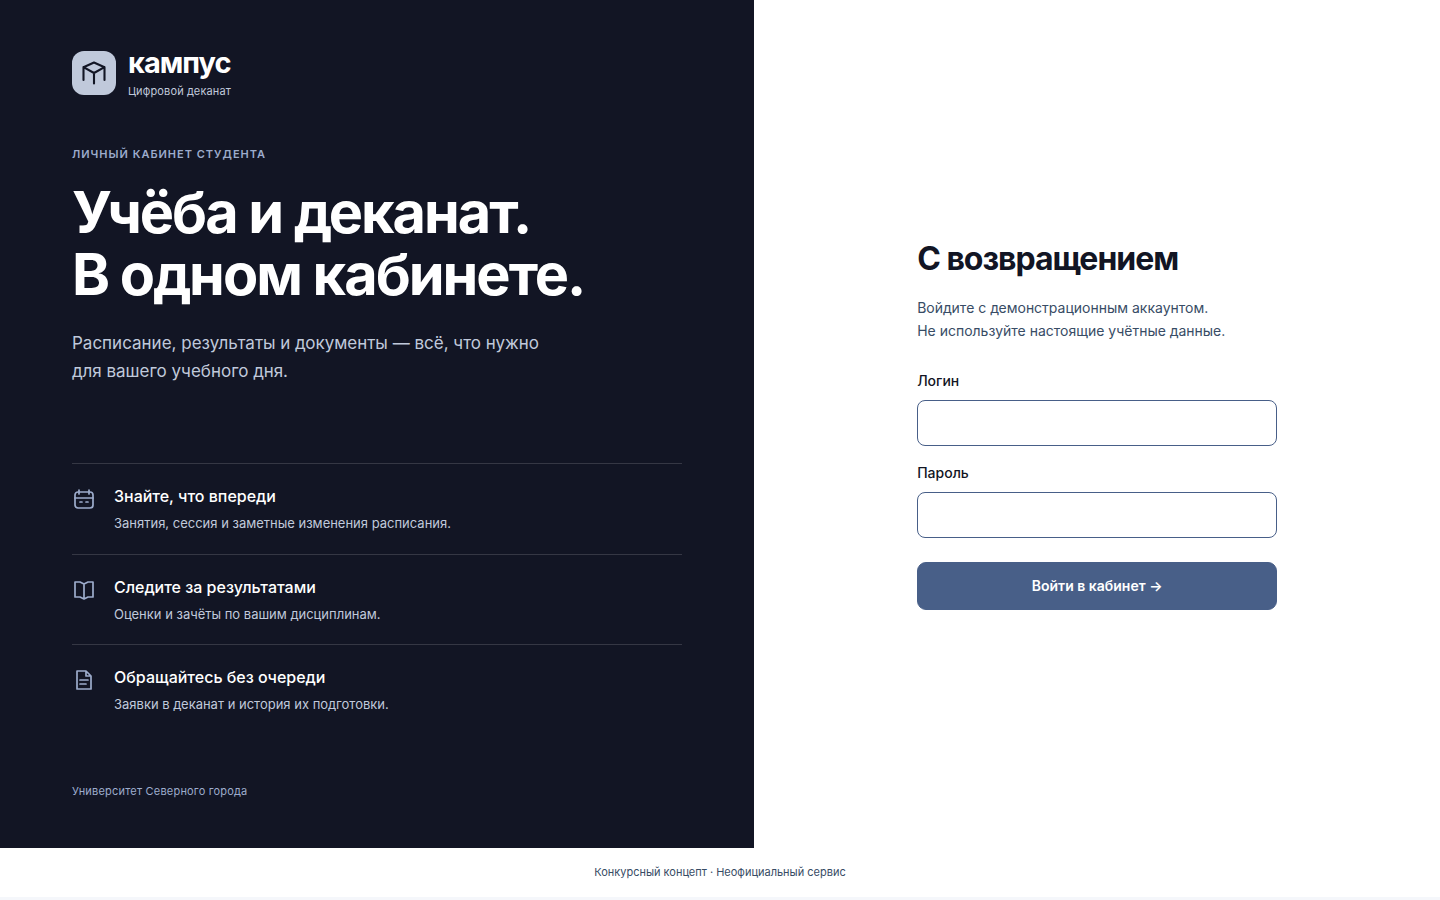 кампус
Цифровой деканат
ЛИЧНЫЙ КАБИНЕТ СТУДЕНТА
Учёба и деканат.
В одном кабинете.
Расписание, результаты и документы — всё, что нужно
для вашего учебного дня.
Знайте, что впереди
Занятия, сессия и заметные изменения расписания.
Следите за результатами
Оценки и зачёты по вашим дисциплинам.
Обращайтесь без очереди
Заявки в деканат и история их подготовки.
Университет Северного города
С возвращением
Войдите с демонстрационным аккаунтом.
Не используйте настоящие учётные данные.
Логин
Пароль
Войти в кабинет →
Конкурсный концепт · Неофициальный сервис